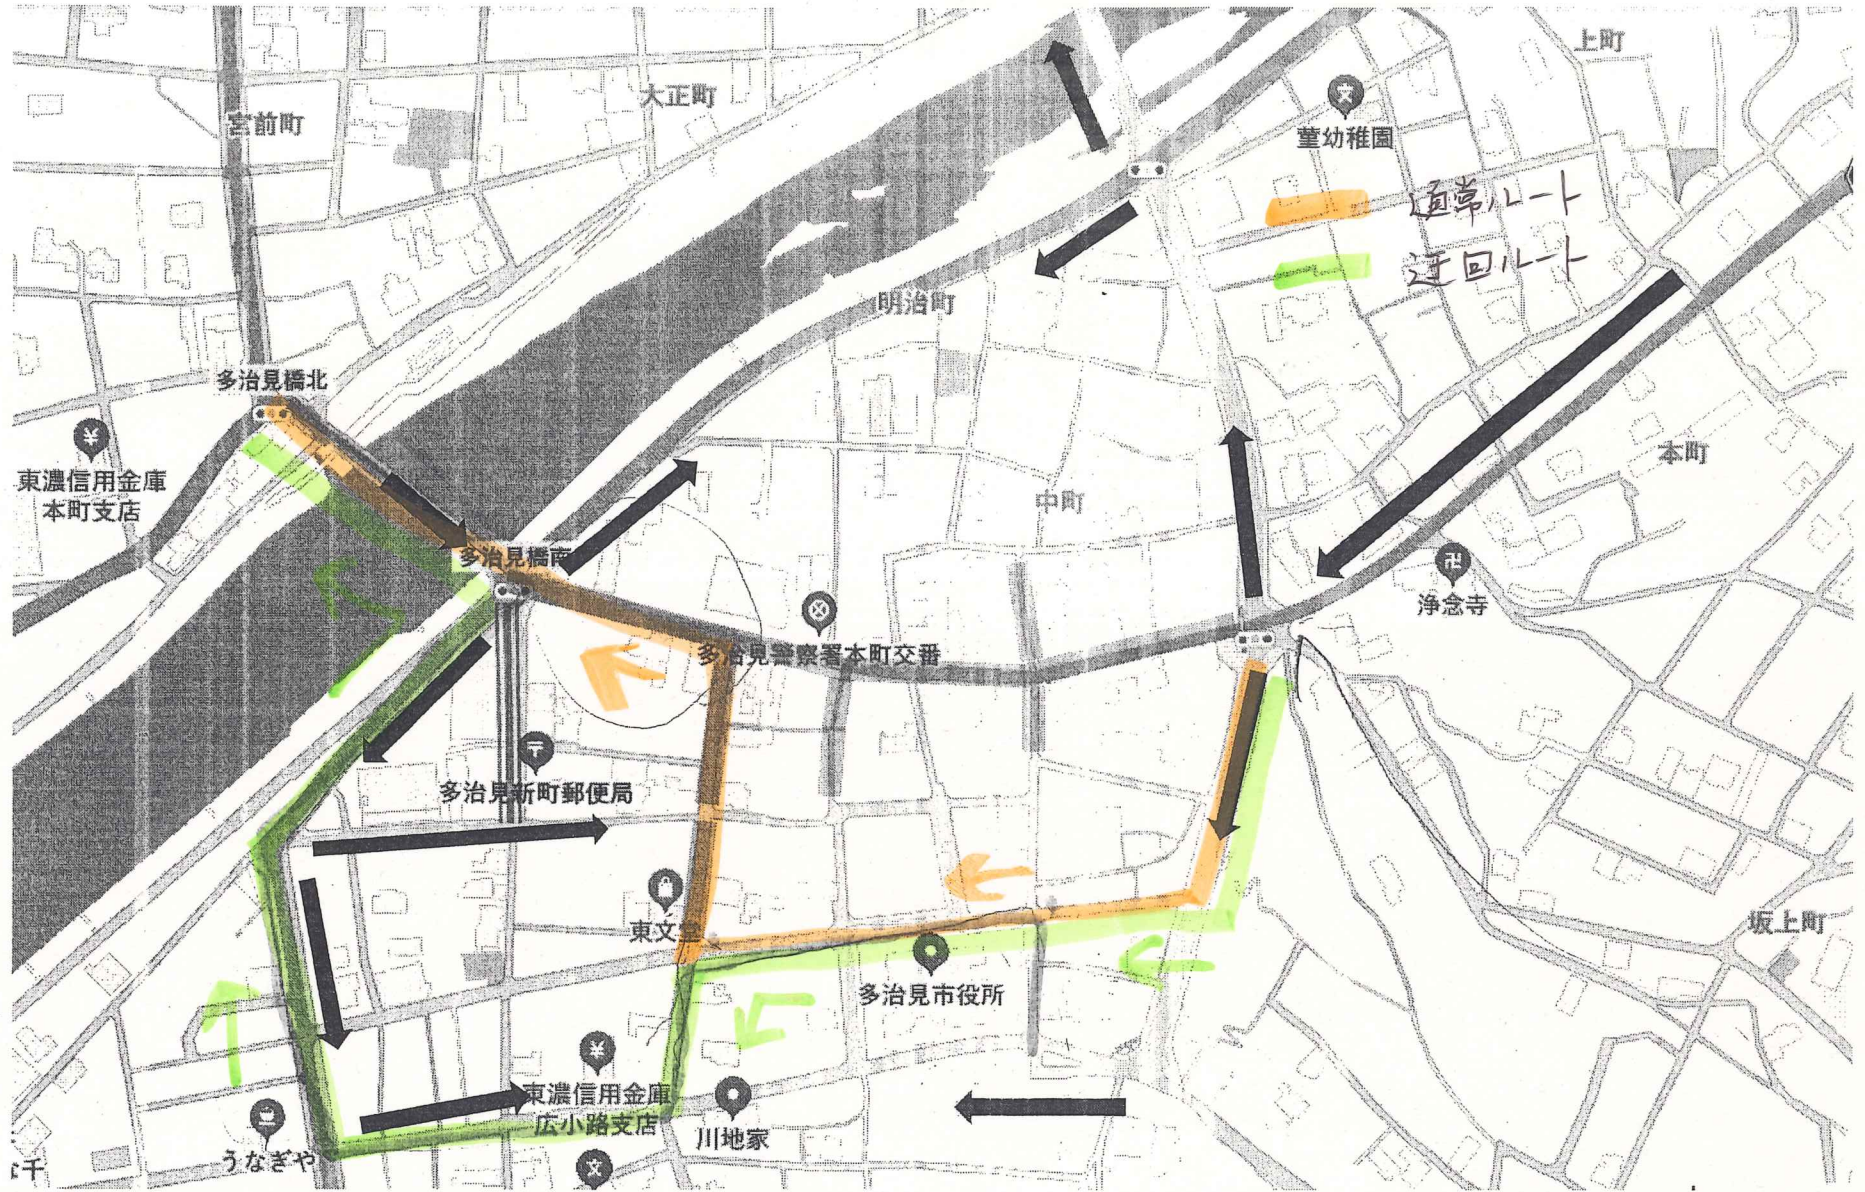 上町
大正町
宮前町
菫幼稚園
通常ルート
迂回ルート
明治町
多治見橋北
東濃信用金庫
本町支店
本町
中町
多治見橋南
浄念寺
多治見警察署本町交番
多治見新町郵便局
東文堂
坂上町
多治見市役所
東濃信用金庫
広小路支店
川地家
うなぎや
千